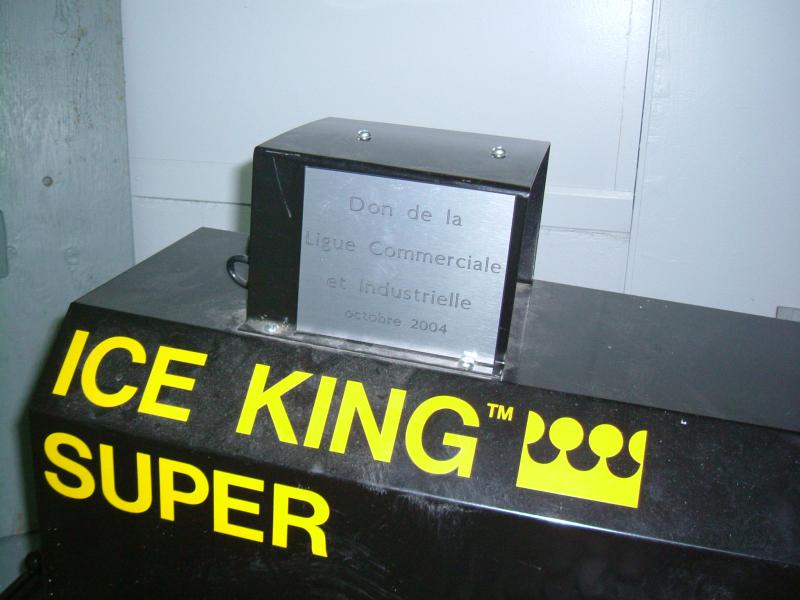 Don de la
Ligue Commerciale
et Industrielle
octobre 2004
ICE KING™
SUPER